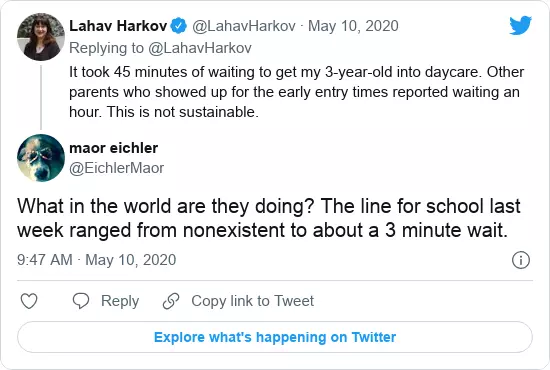 Lahav Harkov @LahavHarkov · May 10, 2020
Replying to @LahavHarkov
It took 45 minutes of waiting to get my 3-year-old into daycare. Other
parents who showed up for the early entry times reported waiting an
hour. This is not sustainable.
maor eichler
@EichlerMaor
What in the world are they doing? The line for school last
week ranged from nonexistent to about a 3 minute wait.
9:47 AM · May 10, 2020
Reply Copy link to Tweet
Explore what's happening on Twitter